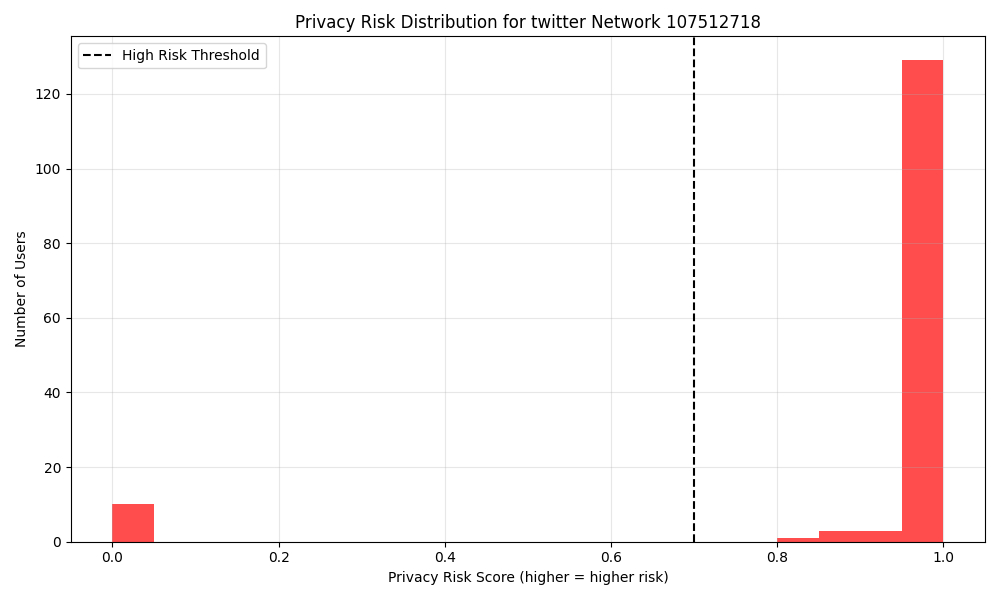 Privacy Risk Distribution for twitter Network 107512718
High Risk Threshold
Number of Users
120
100
80
60
40
20
0
0.0 0.2 0.4 0.6 0.8 1.0
Privacy Risk Score (higher = higher risk)